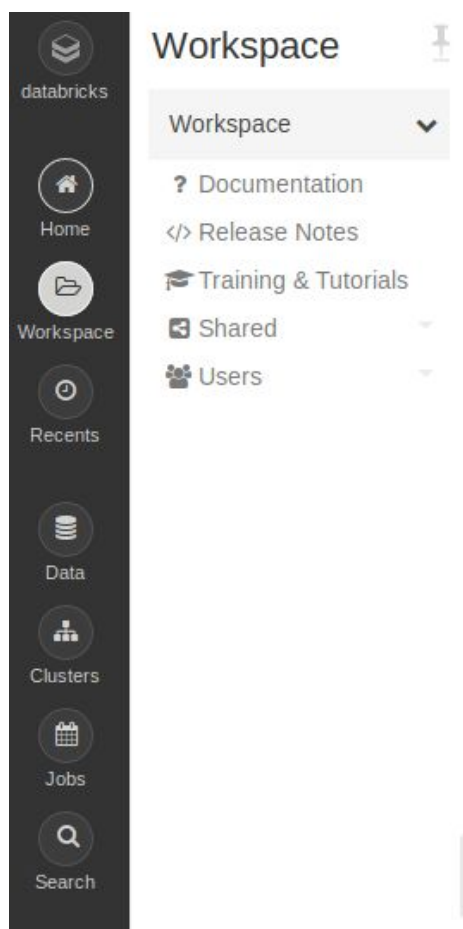 databricks
Home
Workspace
Recents
Data
Clusters
Jobs
Search
Workspace
Workspace
? Documentation
</> Release Notes
Training & Tutorials
Shared
Users